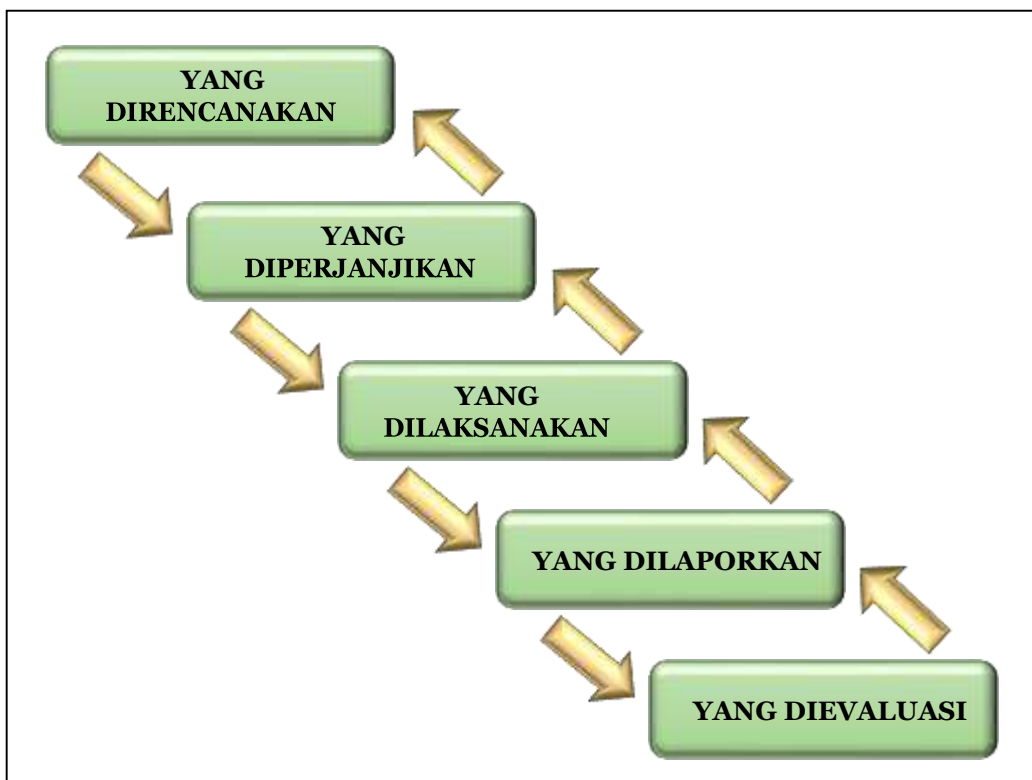 YANG
DIRENCANAKAN
YANG
DIPERJANJIKAN
YANG
DILAKSANAKAN
YANG DILAPORKAN
YANG DIEVALUASI